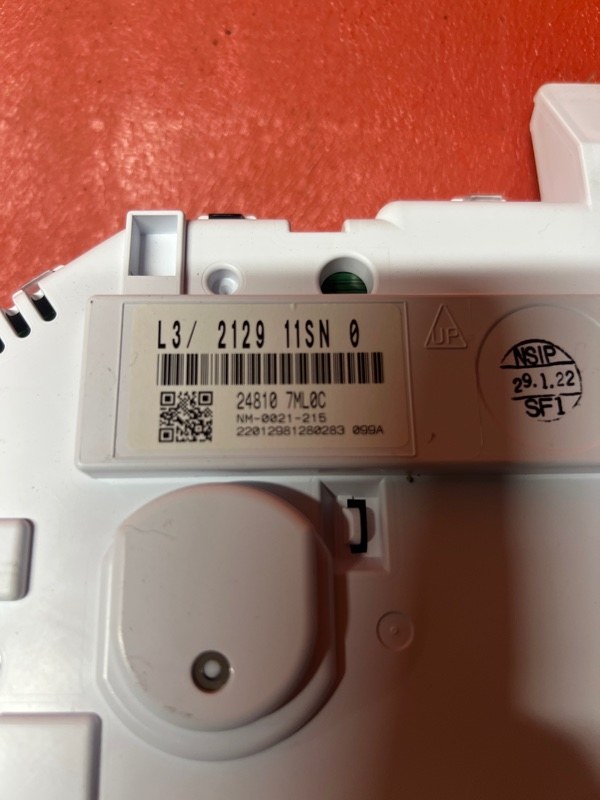 L3/ 2129 11SN 0
24810 7ML0C
NM-0021-215
22012981280283 099A
UP
NSIP
29.1.22
SF1